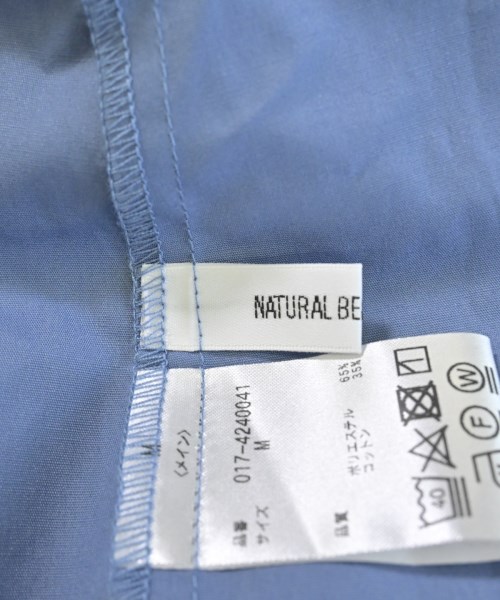 NATURAL BE
M
〈メイン〉
品番 017-4240041
サイズ M
品質 ポリエステル 65%
コットン 35%
40
W
F